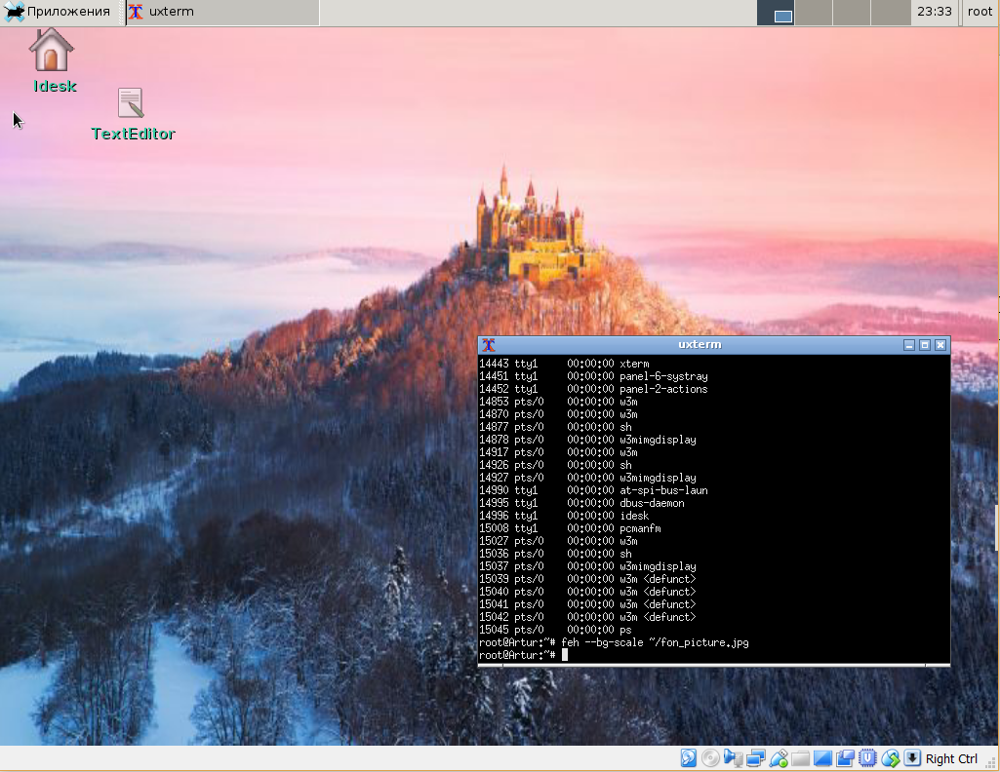 Приложения
uxterm
23:33
root
Idesk
TextEditor
uxterm
14443 tty1     00:00:00 xterm
14451 tty1     00:00:00 panel-6-systray
14452 tty1     00:00:00 panel-2-actions
14853 pts/0    00:00:00 w3m
14870 pts/0    00:00:00 w3m
14877 pts/0    00:00:00 sh
14878 pts/0    00:00:00 w3mimgdisplay
14917 pts/0    00:00:00 w3m
14926 pts/0    00:00:00 sh
14927 pts/0    00:00:00 w3mimgdisplay
14990 tty1     00:00:00 at-spi-bus-laun
14995 tty1     00:00:00 dbus-daemon
14996 tty1     00:00:00 idesk
15008 tty1     00:00:00 pcmanfm
15027 pts/0    00:00:00 w3m
15036 pts/0    00:00:00 sh
15037 pts/0    00:00:00 w3mimgdisplay
15039 pts/0    00:00:00 w3m <defunct>
15040 pts/0    00:00:00 w3m <defunct>
15041 pts/0    00:00:00 w3m <defunct>
15042 pts/0    00:00:00 w3m <defunct>
15045 pts/0    00:00:00 ps
root@Artur:~# feh --bg-scale ~/fon_picture.jpg
root@Artur:~#
Right Ctrl